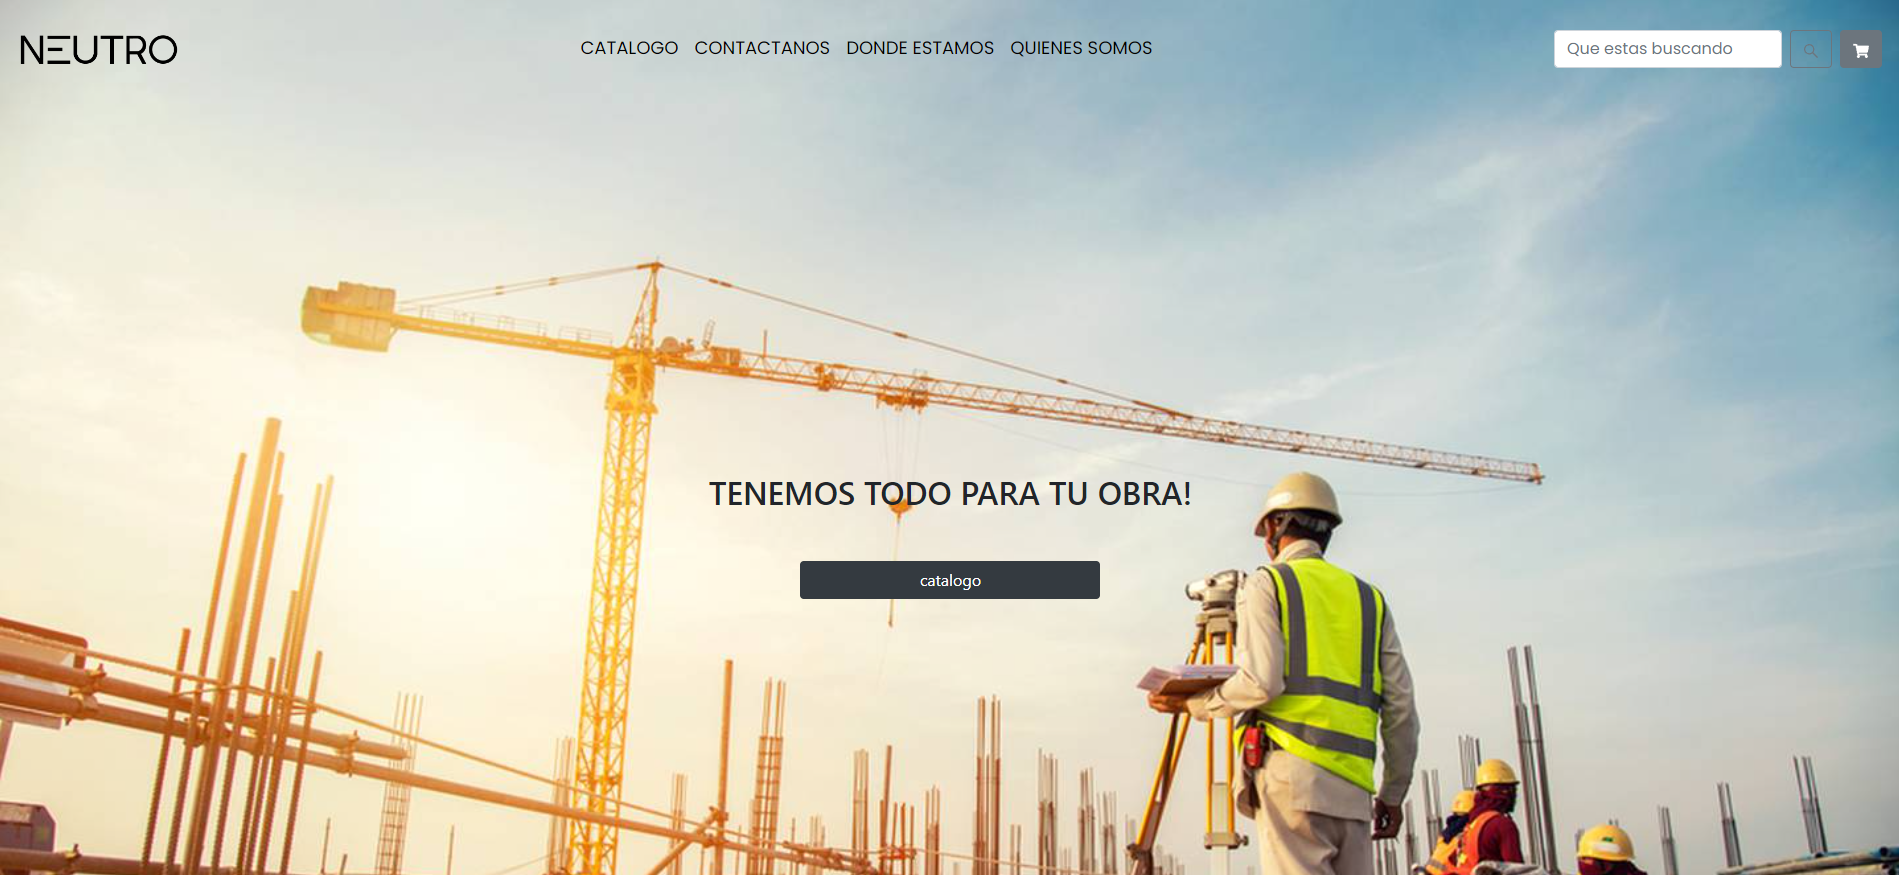 NEUTRO
CATALOGO CONTACTANOS DONDE ESTAMOS QUIENES SOMOS
Que estas buscando
TENEMOS TODO PARA TU OBRA!
catalogo